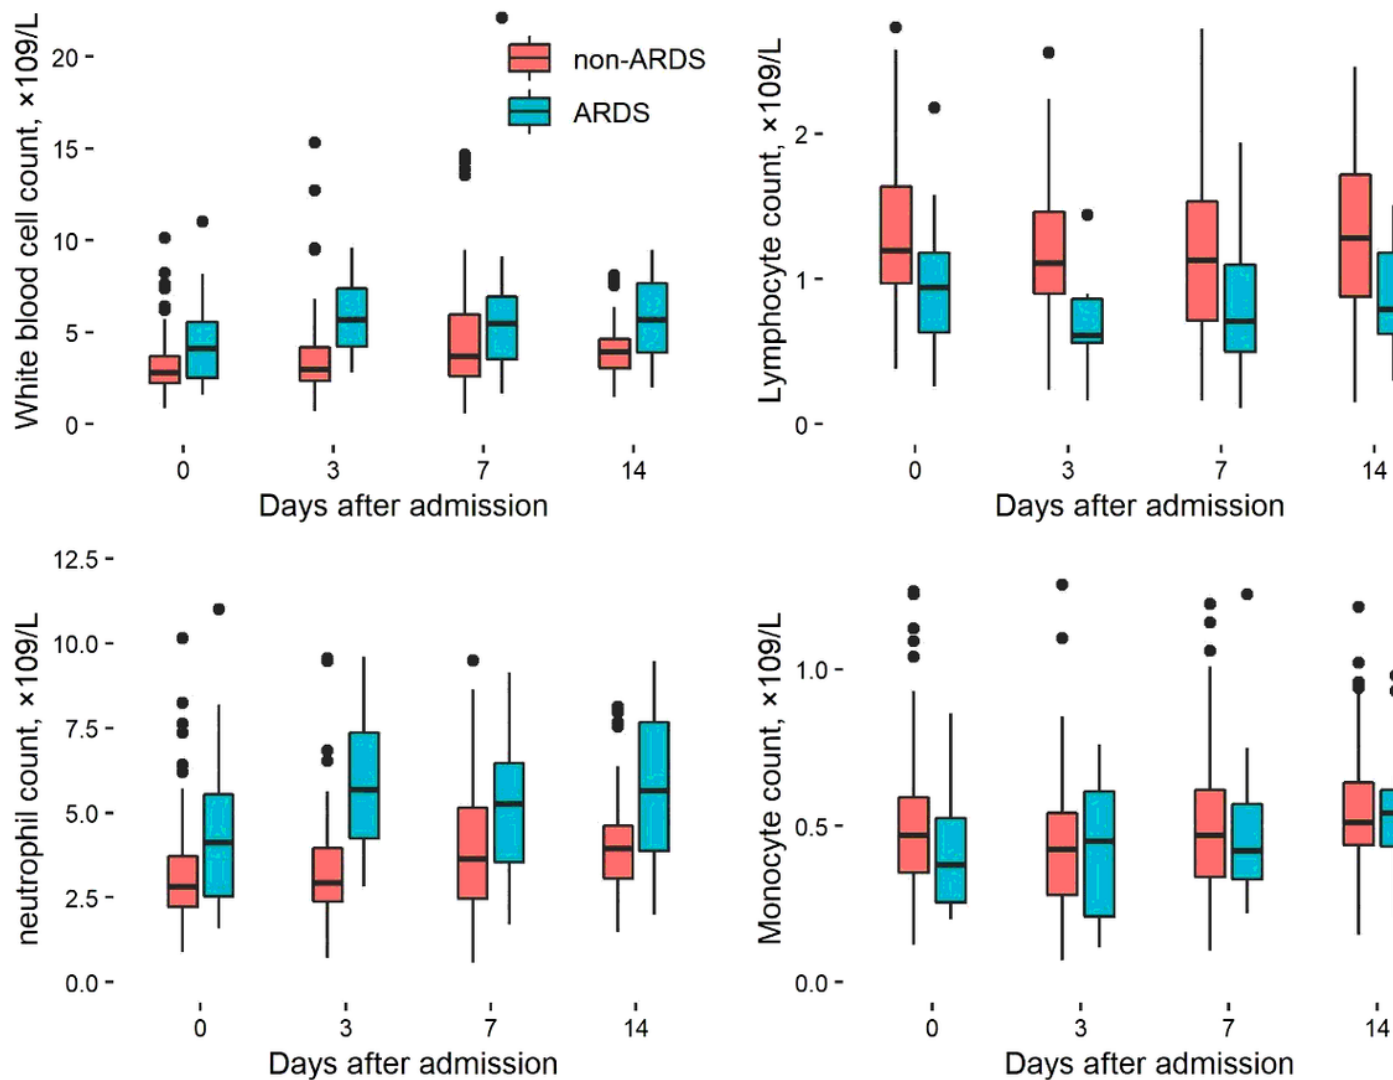 White blood cell count, ×109/L
20
15
10
5
0
non-ARDS
ARDS
0 3 7 14
Days after admission
Lymphocyte count, ×109/L
2
1
0
0 3 7 14
Days after admission
neutrophil count, ×109/L
12.5
10.0
7.5
5.0
2.5
0.0
0 3 7 14
Days after admission
Monocyte count, ×109/L
1.0
0.5
0.0
0 3 7 14
Days after admission